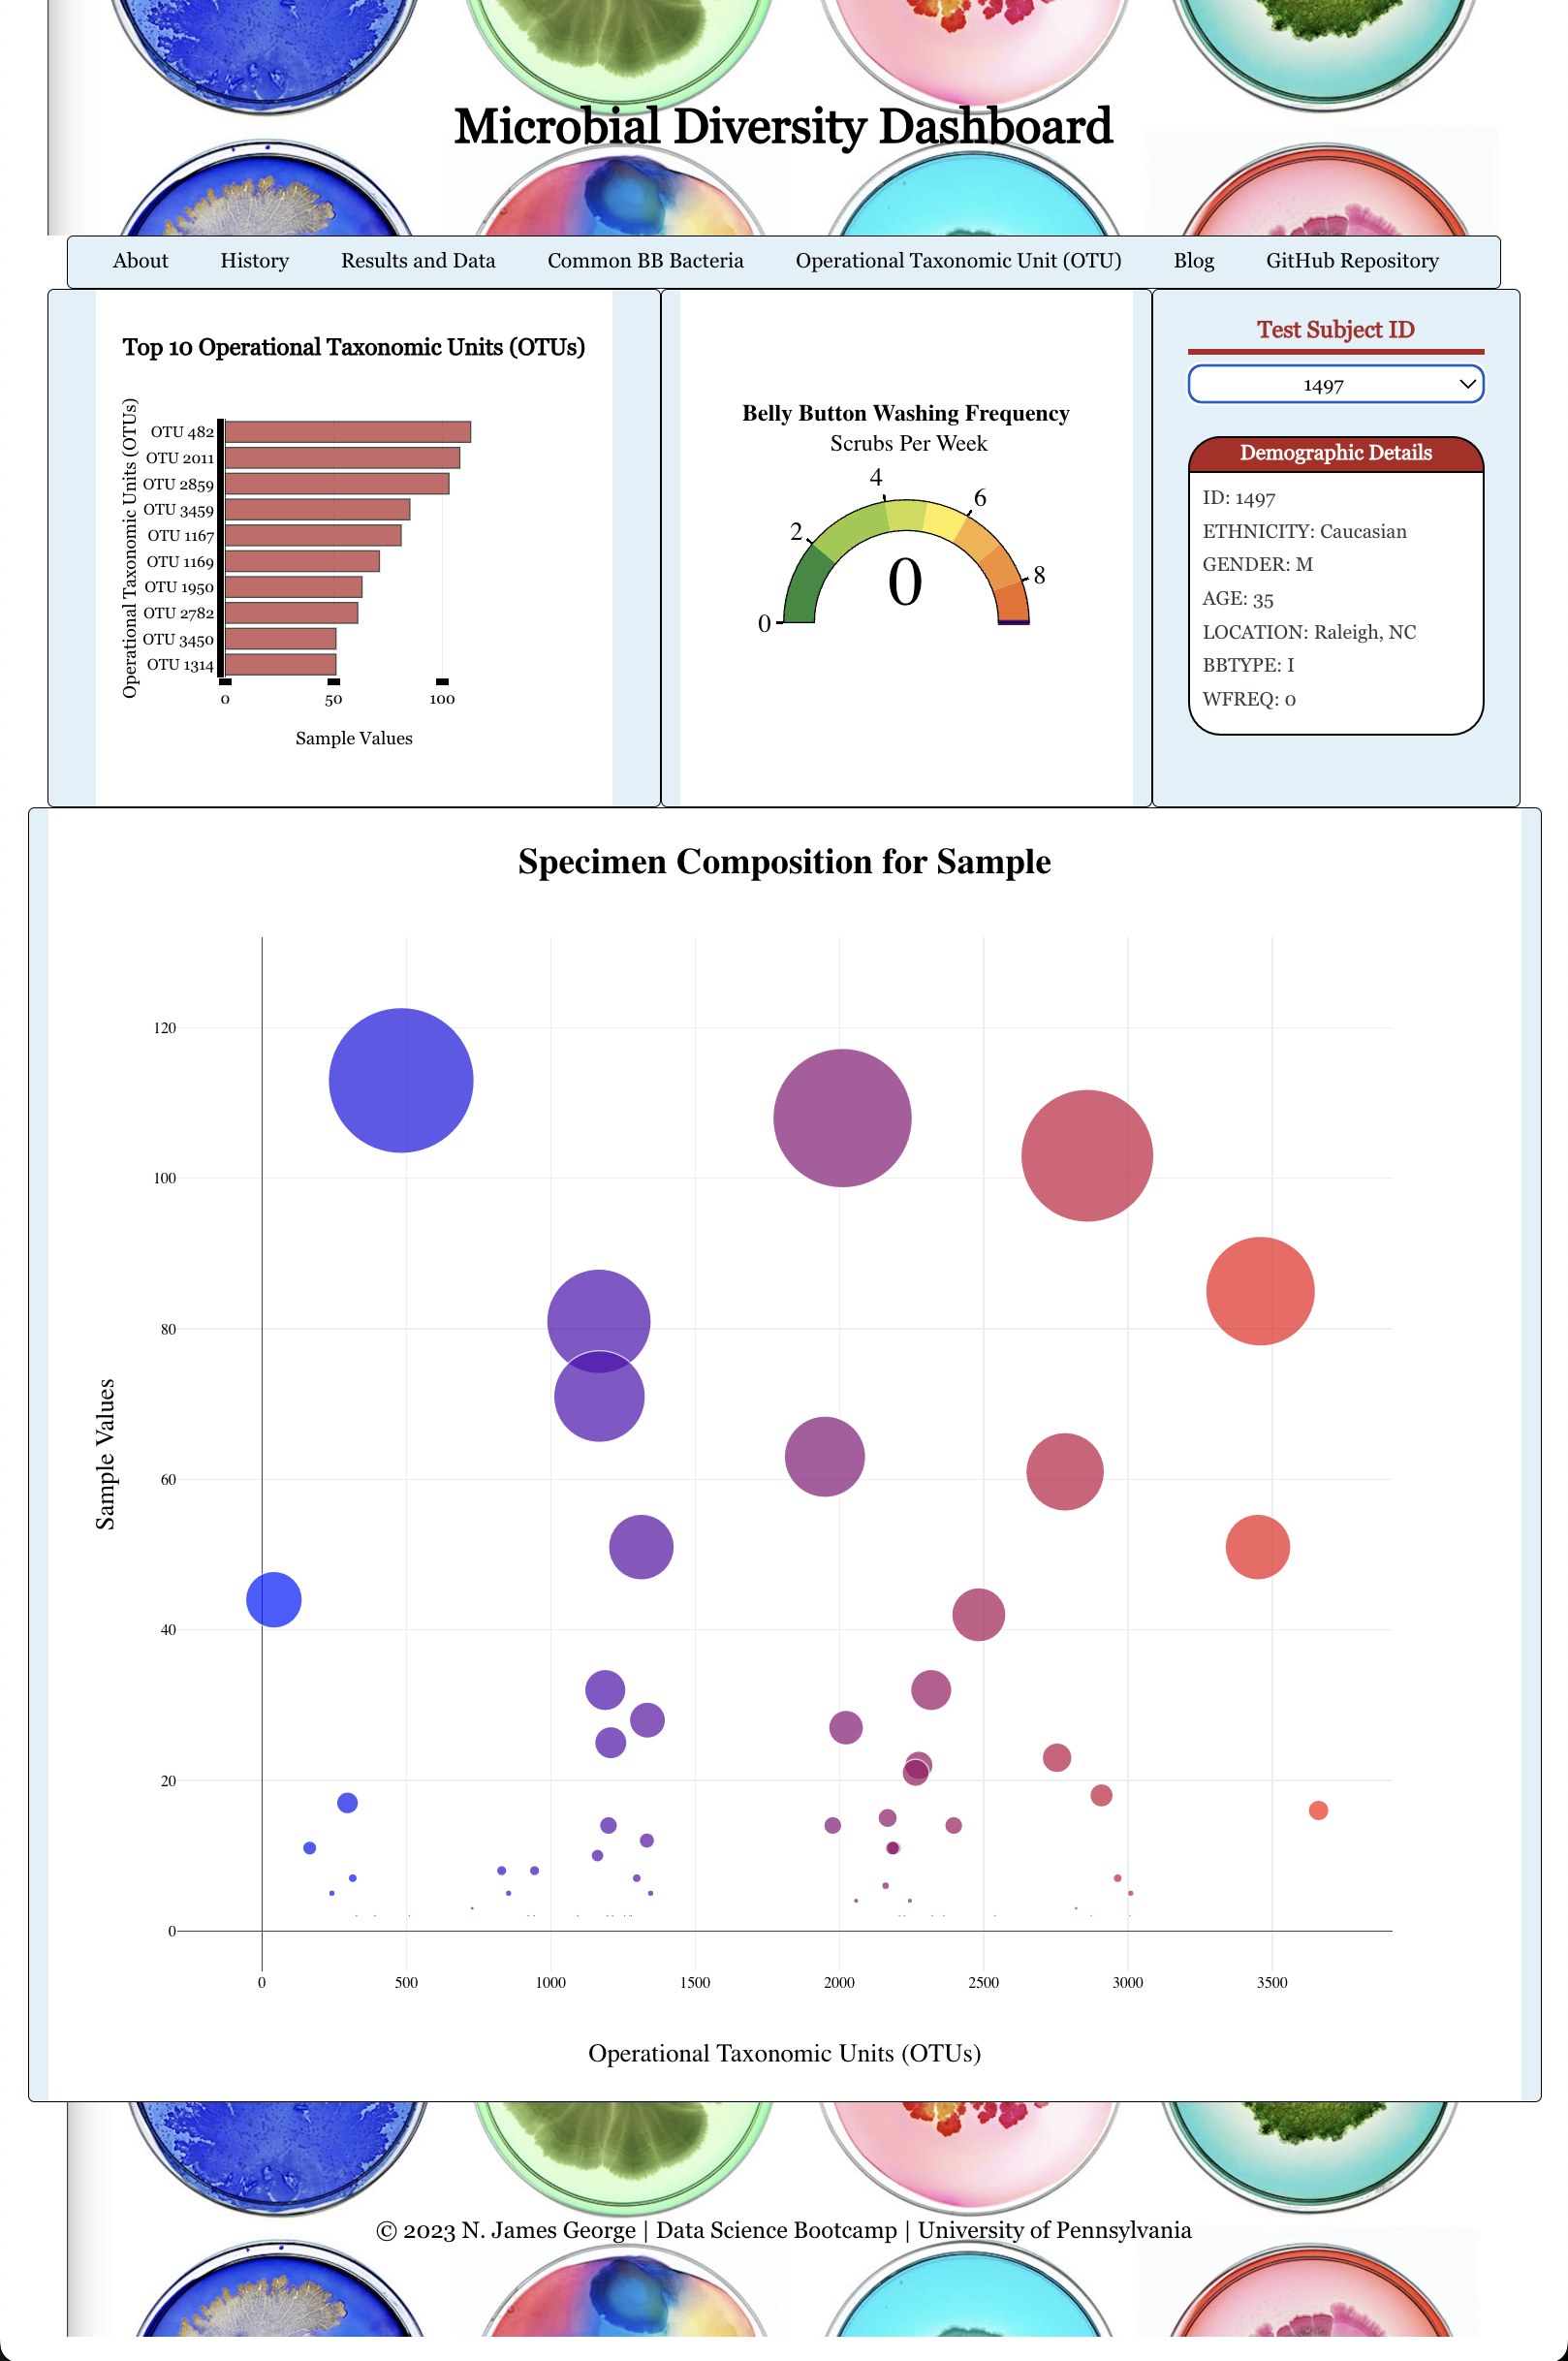 Microbial Diversity Dashboard
About History Results and Data Common BB Bacteria Operational Taxonomic Unit (OTU) Blog GitHub Repository
Top 10 Operational Taxonomic Units (OTUs)
Operational Taxonomic Units (OTUs)
OTU 482
OTU 2011
OTU 2859
OTU 3459
OTU 1167
OTU 1169
OTU 1950
OTU 2782
OTU 3450
OTU 1314
0 50 100
Sample Values
Belly Button Washing Frequency
Scrubs Per Week
0
2
4
6
8
0
Test Subject ID
1497
Demographic Details
ID: 1497
ETHNICITY: Caucasian
GENDER: M
AGE: 35
LOCATION: Raleigh, NC
BBTYPE: I
WFREQ: 0
Specimen Composition for Sample
Sample Values
120
100
80
60
40
20
0
0 500 1000 1500 2000 2500 3000 3500
Operational Taxonomic Units (OTUs)
© 2023 N. James George | Data Science Bootcamp | University of Pennsylvania